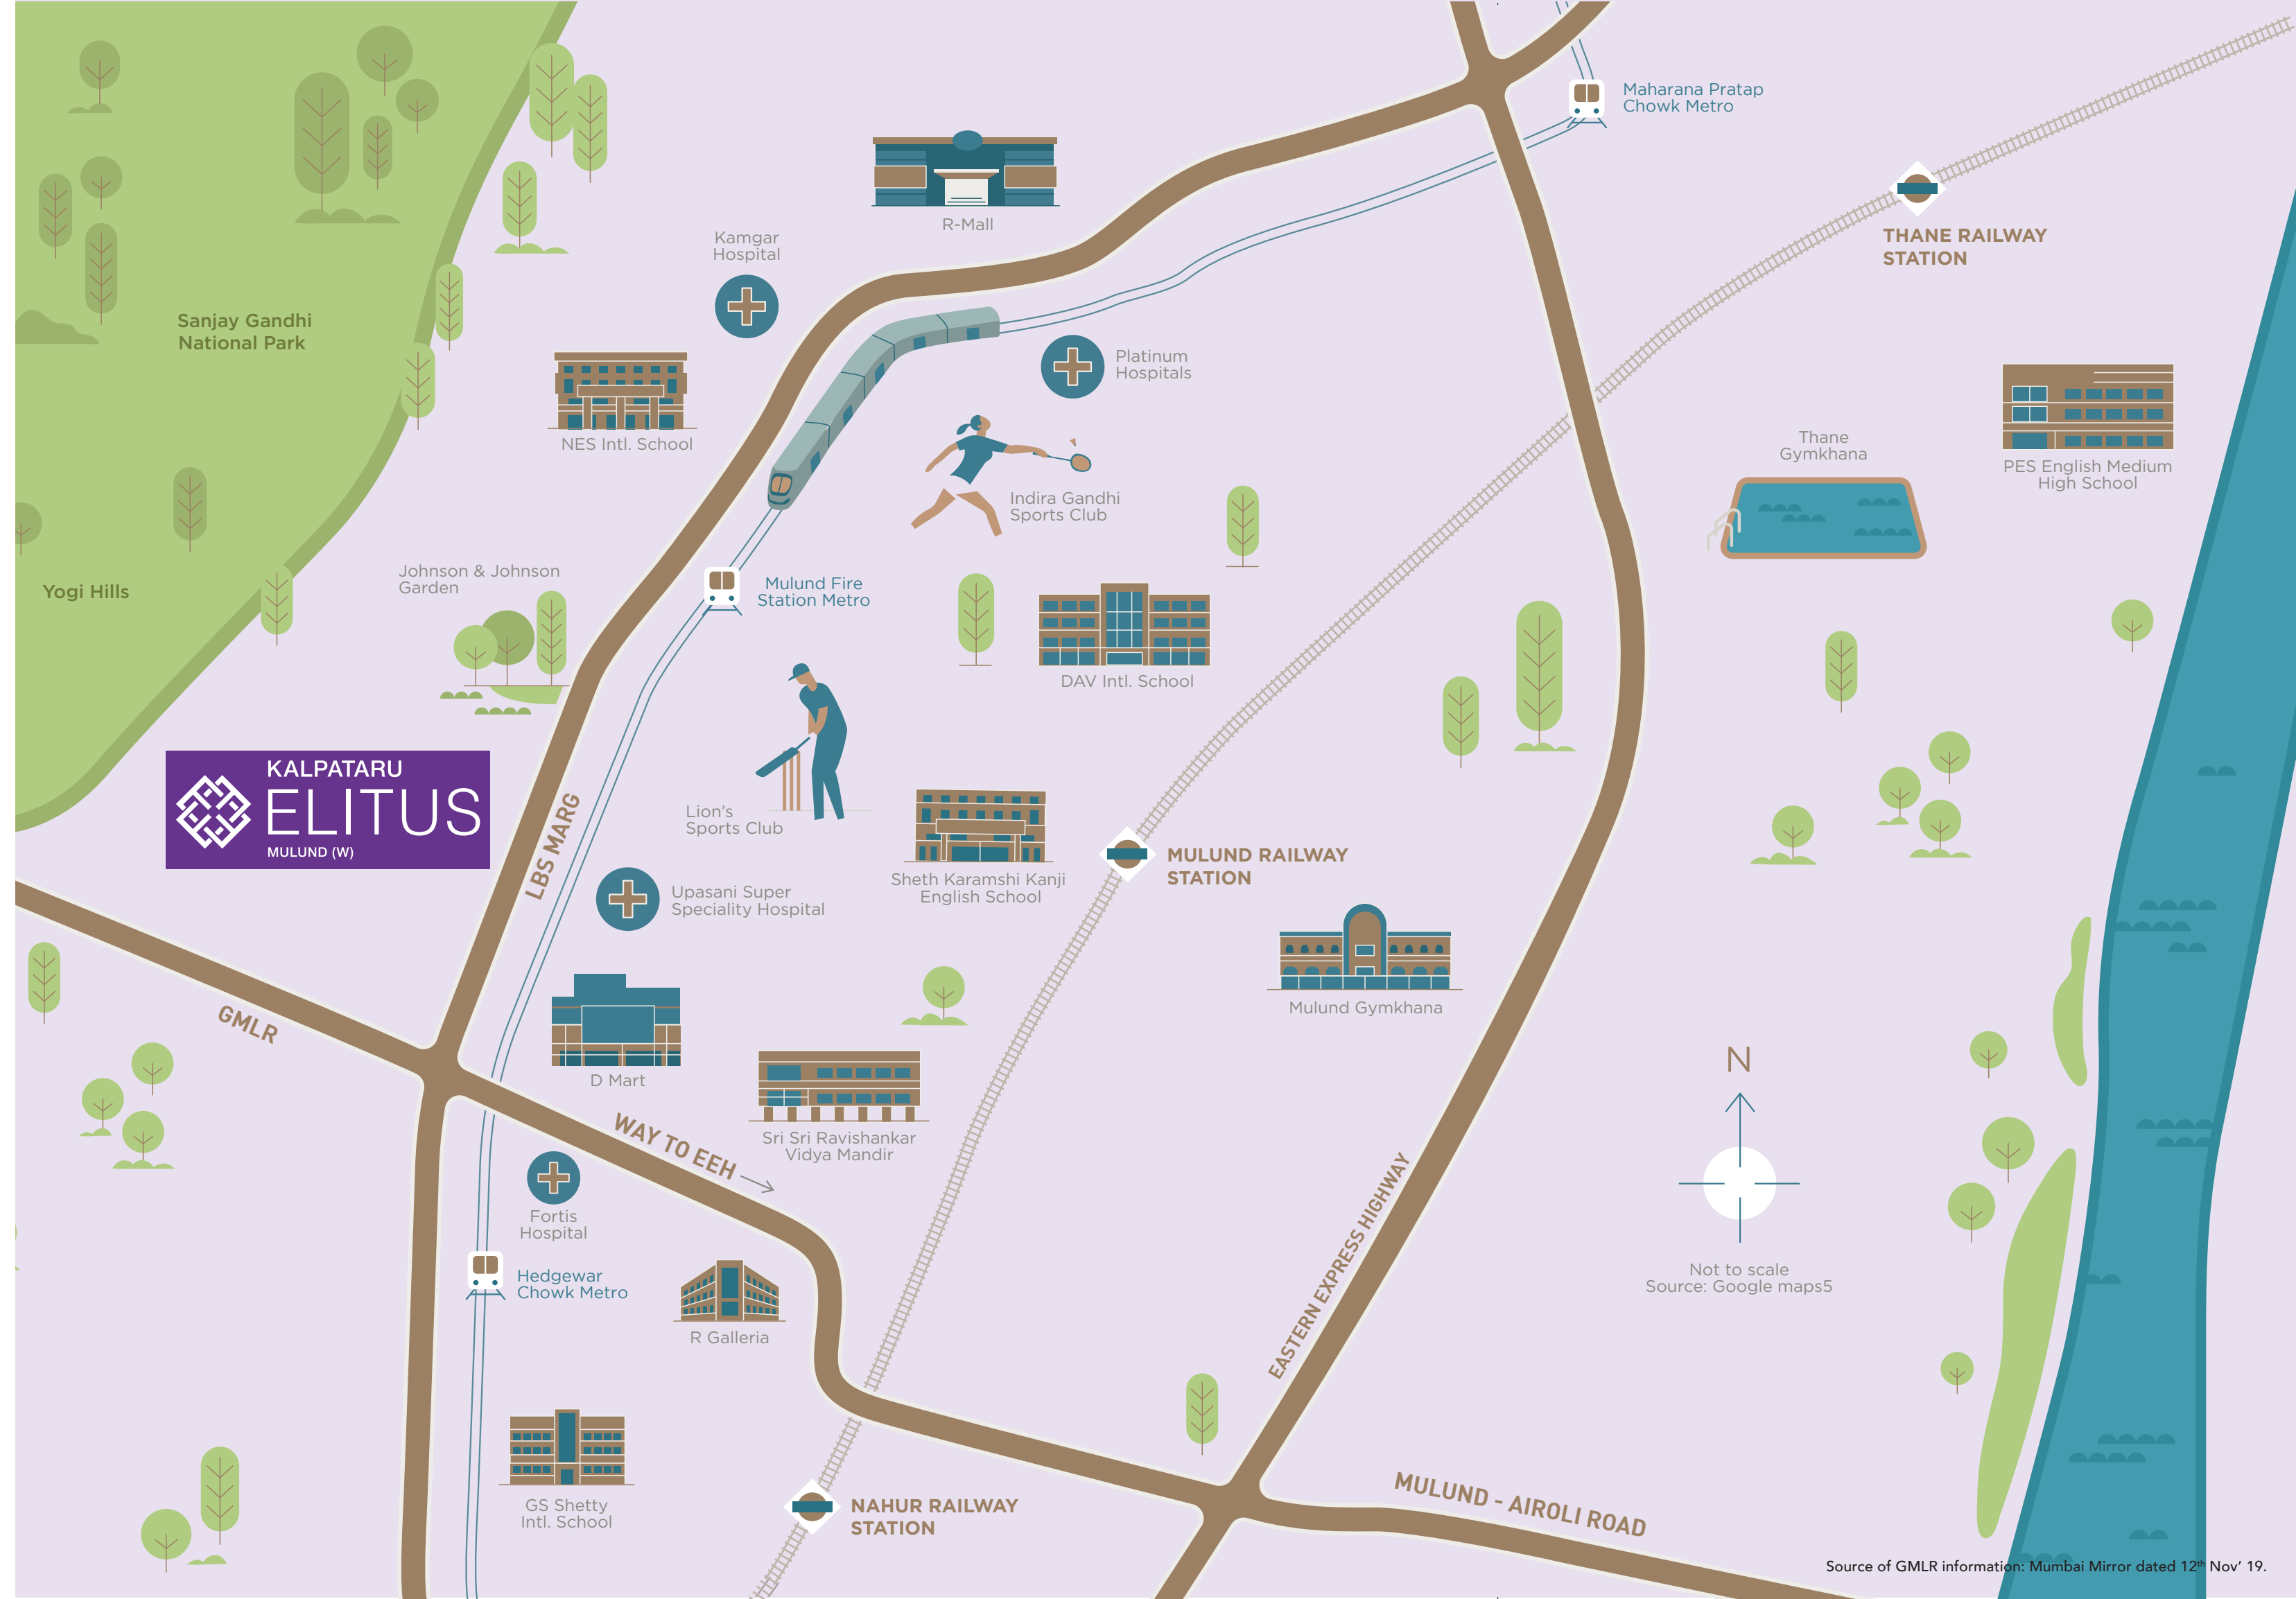 Maharana Pratap
Chowk Metro
R-Mall
Kamgar
Hospital
THANE RAILWAY
STATION
Sanjay Gandhi
National Park
Platinum
Hospitals
NES Intl. School
Thane
Gymkhana
PES English Medium
High School
Indira Gandhi
Sports Club
Johnson & Johnson
Garden
Yogi Hills
Mulund Fire
Station Metro
DAV Intl. School
KALPATARU
ELITUS
MULUND (W)
LBS MARG
Lion's
Sports Club
MULUND RAILWAY
STATION
Sheth Karamshi Kanji
English School
Upasani Super
Speciality Hospital
Mulund Gymkhana
GMLR
D Mart
N
WAY TO EEH
Sri Sri Ravishankar
Vidya Mandir
Fortis
Hospital
EASTERN EXPRESS HIGHWAY
Not to scale
Source: Google maps5
Hedgewar
Chowk Metro
R Galleria
GS Shetty
Intl. School
NAHUR RAILWAY
STATION
MULUND - AIROLI ROAD
Source of GMLR information: Mumbai Mirror dated 12th Nov' 19.